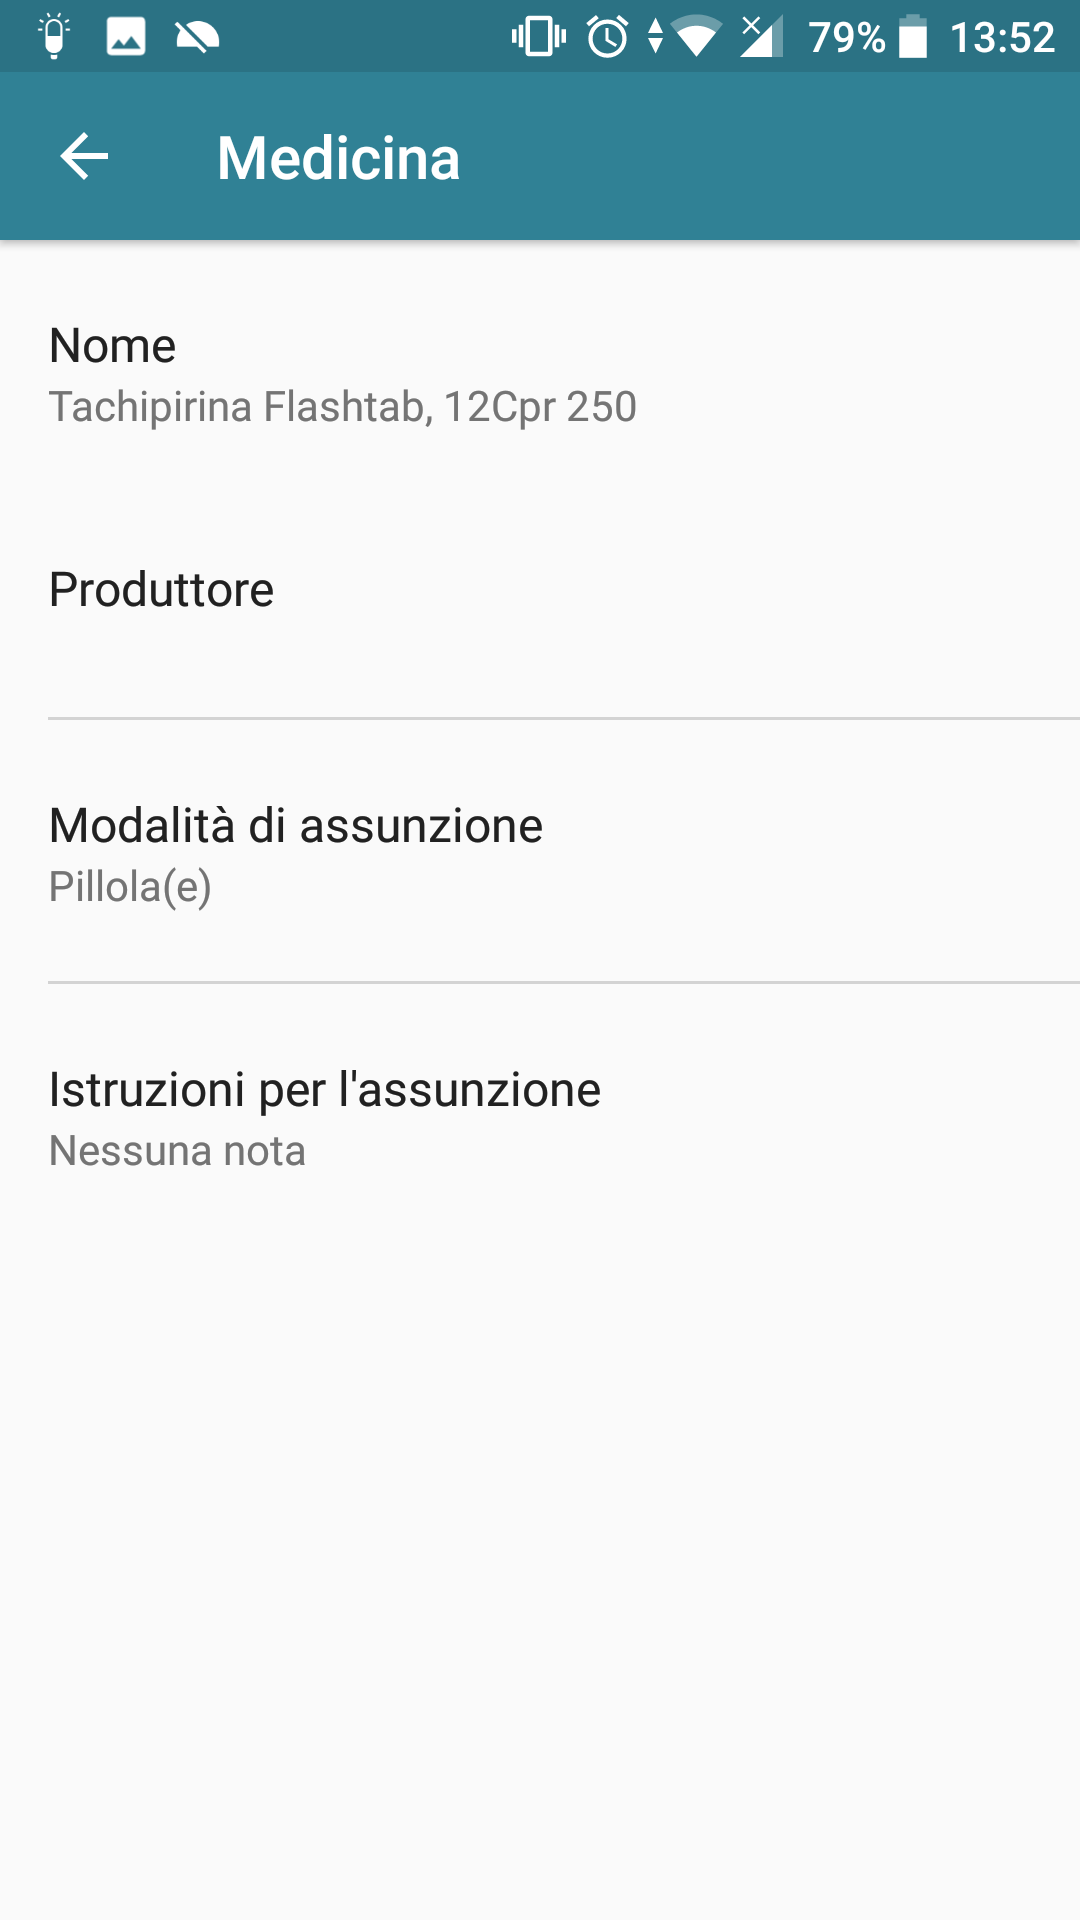 79% 13:52
Medicina
Nome
Tachipirina Flashtab, 12Cpr 250
Produttore
Modalità di assunzione
Pillola(e)
Istruzioni per l'assunzione
Nessuna nota